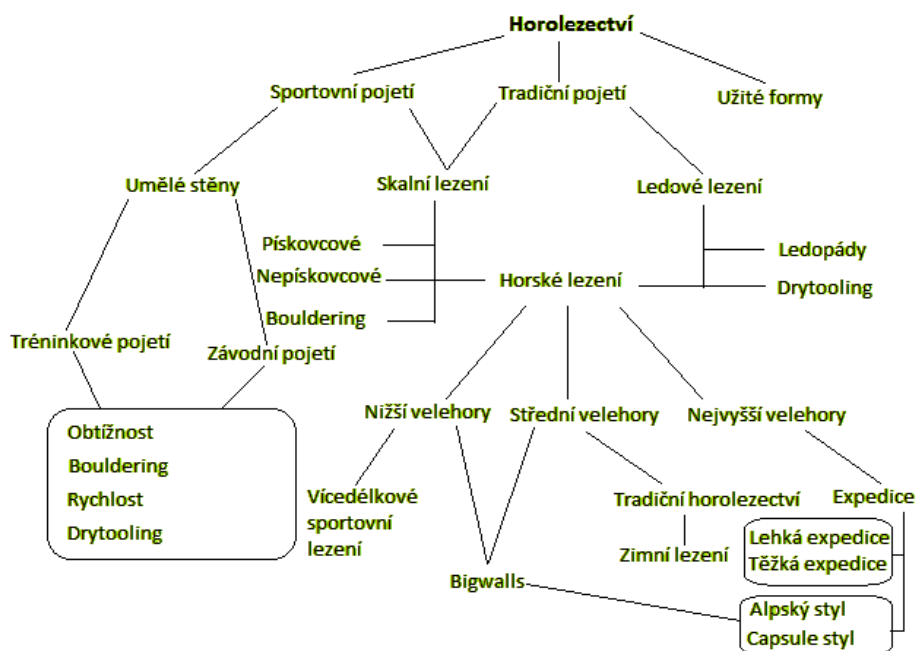 Horolezectví
Sportovní pojetí
Tradiční pojetí
Užité formy
Umělé stěny
Skalní lezení
Ledové lezení
Pískovcové
Ledopády
Nepískovcové
Horské lezení
Drytooling
Bouldering
Tréninkové pojetí
Závodní pojetí
Nižší velehory
Střední velehory
Nejvyšší velehory
Obtížnost
Bouldering
Rychlost
Drytooling
Vícedélkové
sportovní
lezení
Tradiční horolezectví
Expedice
Zimní lezení
Lehká expedice
Těžká expedice
Bigwalls
Alpský styl
Capsule styl